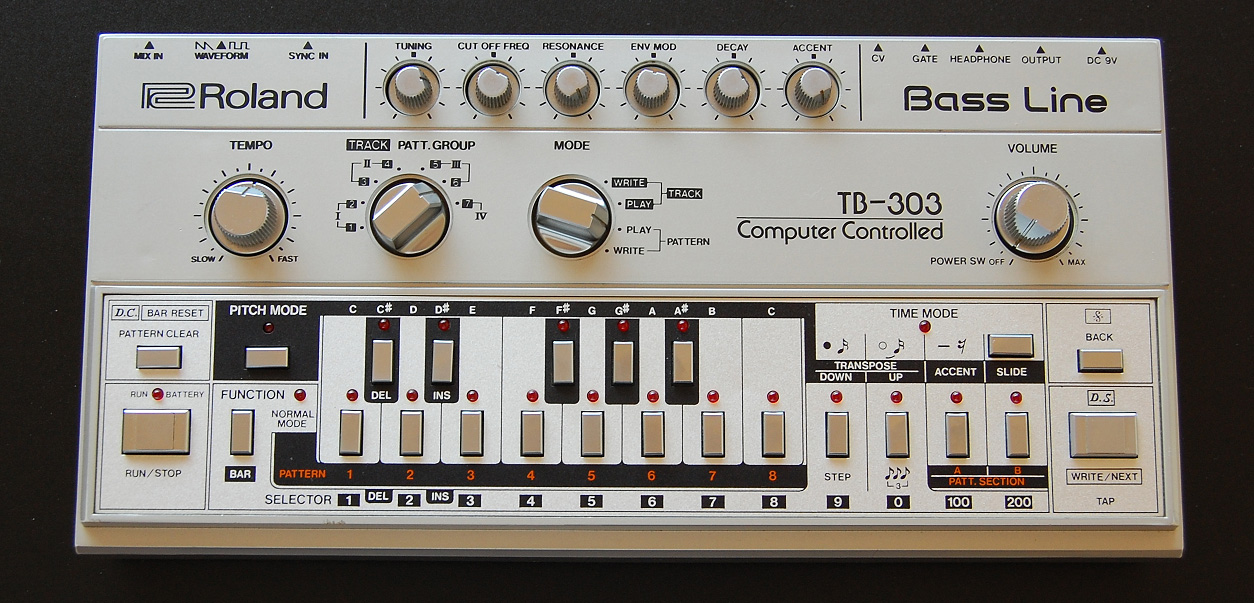 TUNING CUT OFF FREQ RESONANCE ENV MOD DECAY ACCENT
MIX IN WAVEFORM SYNC IN
CV GATE HEADPHONE OUTPUT DC 9V
Roland
Bass Line
TEMPO TRACK PATT. GROUP MODE VOLUME
II 4 5 III
3 6
I 2 7 IV
1
WRITE
PLAY
TRACK
PLAY
WRITE
PATTERN
SLOW FAST
TB-303
Computer Controlled
POWER SW OFF MAX
D.C. BAR RESET
PATTERN CLEAR
PITCH MODE
C C# D D# E F F# G G# A A# B C
TIME MODE
S
BACK
TRANSPOSE
DOWN UP ACCENT SLIDE
RUN BATTERY
FUNCTION
DEL INS
D.S.
NORMAL
MODE
RUN/STOP
BAR
PATTERN 1 2 3 4 5 6 7 8
STEP
3
A B
PATT. SECTION
WRITE/NEXT
SELECTOR 1 DEL 2 INS 3 4 5 6 7 8 9 0 100 200
TAP